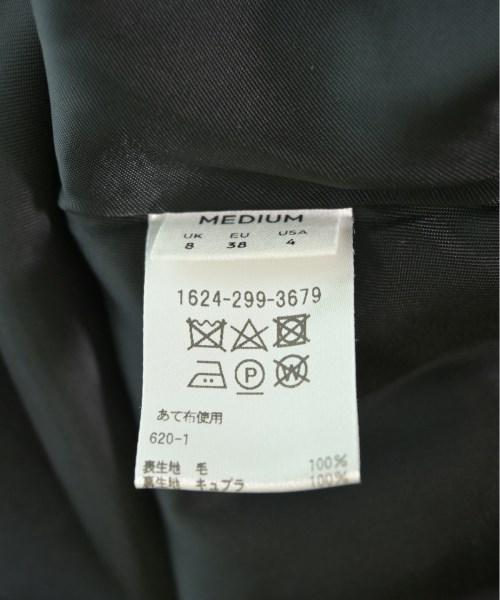 MEDIUM
UK EU USA
8 38 4
1624-299-3679
P W
あて布使用
620-1
表生地 毛 100%
裏生地 キュプラ 100%